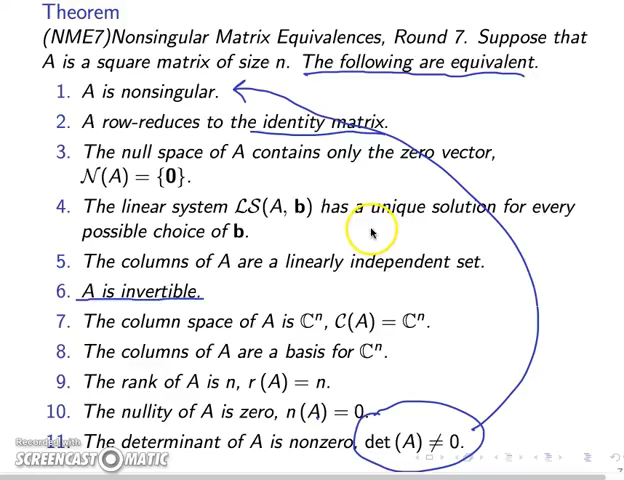 Theorem
(NME7)Nonsingular Matrix Equivalences, Round 7. Suppose that
A is a square matrix of size n. The following are equivalent.
1. A is nonsingular.
2. A row-reduces to the identity matrix.
3. The null space of A contains only the zero vector,
𝒩(A) = {0}.
4. The linear system ℒ𝒮(A, b) has a unique solution for every
possible choice of b.
5. The columns of A are a linearly independent set.
6. A is invertible.
7. The column space of A is ℂⁿ, 𝒞(A) = ℂⁿ.
8. The columns of A are a basis for ℂⁿ.
9. The rank of A is n, r (A) = n.
10. The nullity of A is zero, n (A) = 0.
11. The determinant of A is nonzero, det (A) ≠ 0.
Recorded with
SCREENCAST-O-MATIC
7